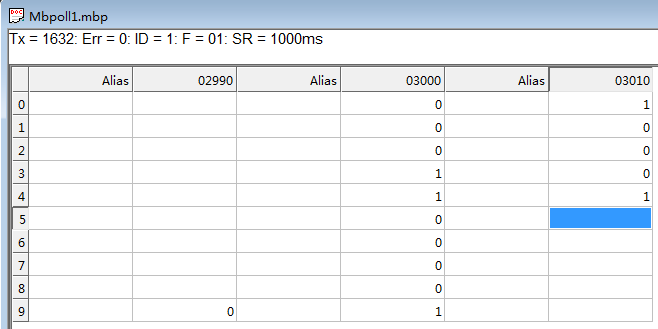 Mbpoll1.mbp
Tx = 1632: Err = 0: ID = 1: F = 01: SR = 1000ms
Alias 02990 Alias 03000 Alias 03010
0 0 1
1 0 0
2 0 0
3 1 0
4 1 1
5 0
6 0
7 0
8 0
9 0 1